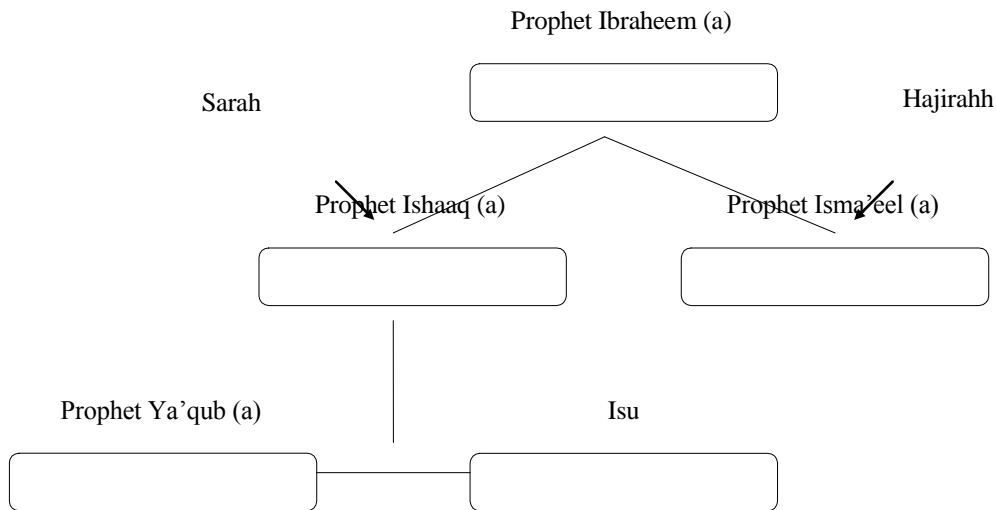 Prophet Ibraheem (a)
Sarah
Hajirahh
Prophet Ishaaq (a)
Prophet Isma’eel (a)
Prophet Ya’qub (a)
Isu